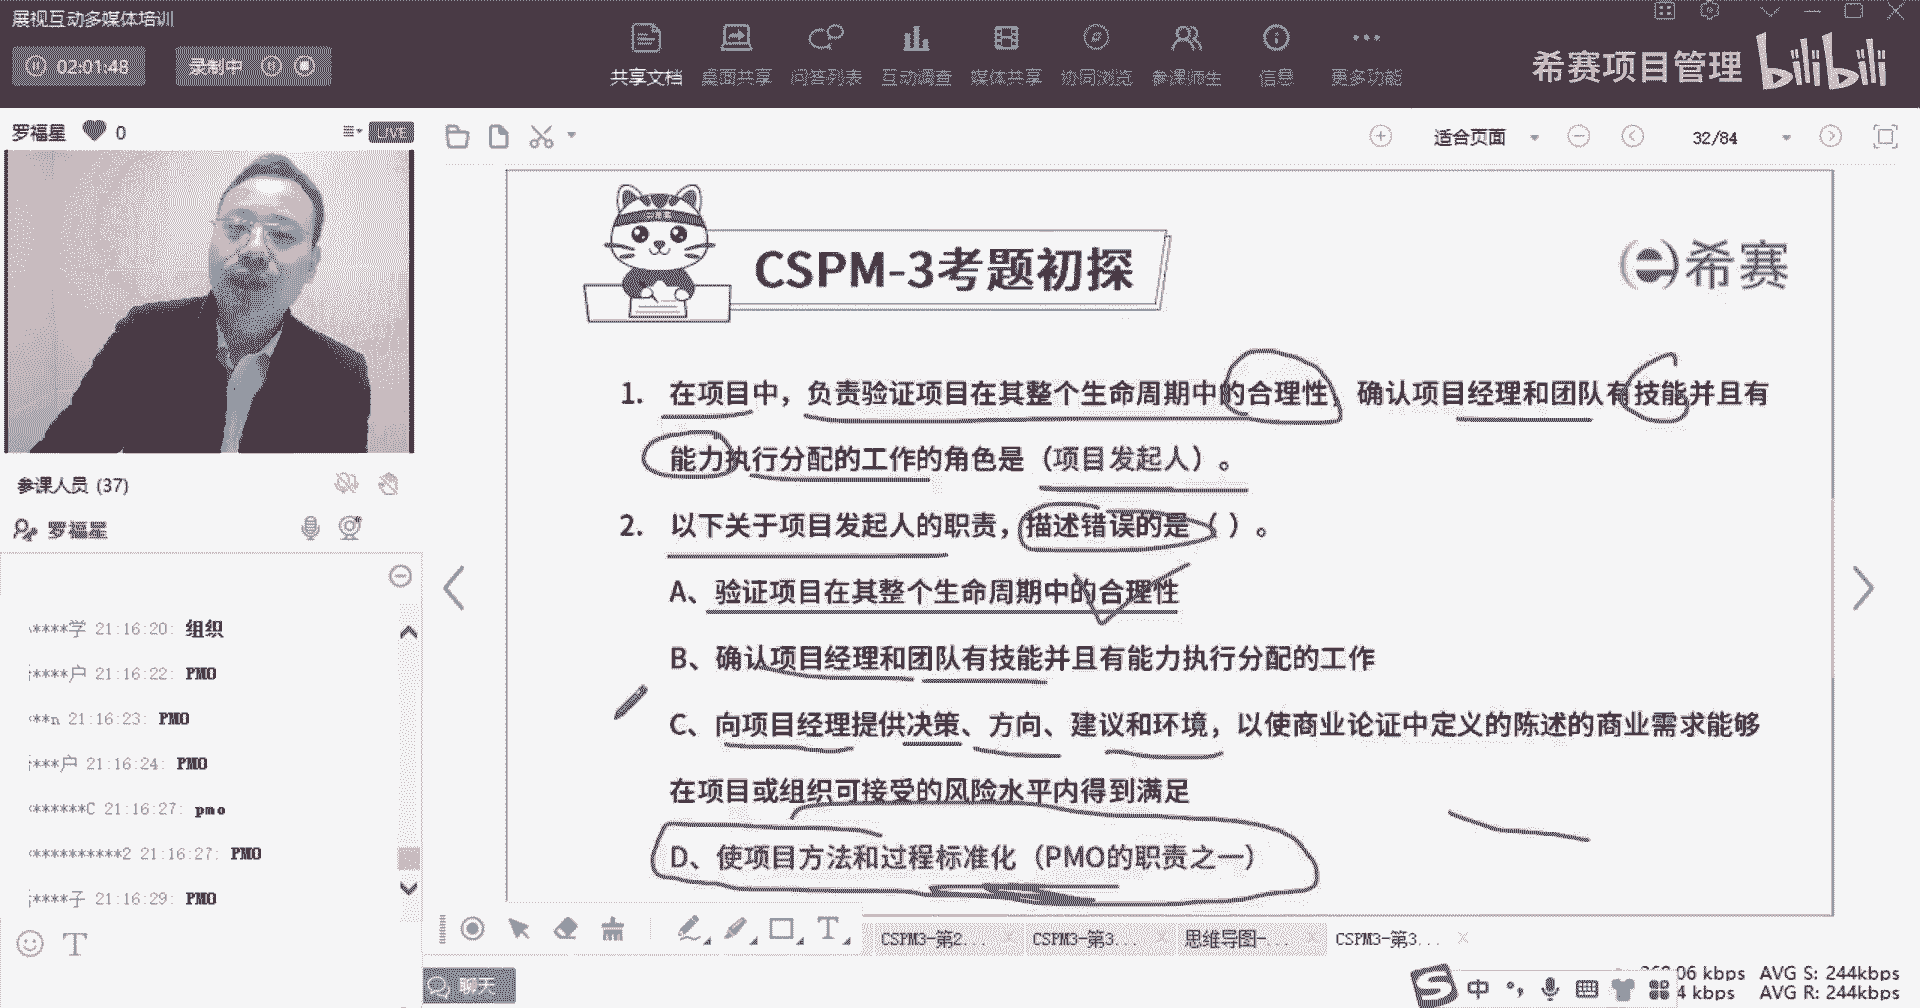 展视互动多媒体培训
02:01:48
录制中
共享文档 桌面共享 问答列表 互动调查 媒体共享 协同浏览 参课师生 信息 更多功能
希赛项目管理 bilibili
罗福星 0
LIVE
适合页面
32/84
CSPM-3考题初探
希赛
1. 在项目中，负责验证项目在其整个生命周期中的合理性，确认项目经理和团队有技能并且有
能力执行分配的工作的角色是（项目发起人）。
2. 以下关于项目发起人的职责，描述错误的是（ ）。
A、验证项目在其整个生命周期中的合理性
B、确认项目经理和团队有技能并且有能力执行分配的工作
C、向项目经理提供决策、方向、建议和环境，以使商业论证中定义的陈述的商业需求能够
在项目或组织可接受的风险水平内得到满足
D、使项目方法和过程标准化（PMO的职责之一）
参课人员 (37)
罗福星
****学 21:16:20: 组织
****户 21:16:22: PMO
**n 21:16:23: PMO
***户 21:16:24: PMO
******C 21:16:27: pmo
**********2 21:16:27: PMO
****子 21:16:29: PMO
T
T
CSPM3-第2... CSPM3-第3... 思维导图-... CSPM3-第3...
聊天
中
kbps AVG S: 244kbps
kbps AVG R: 244kbps